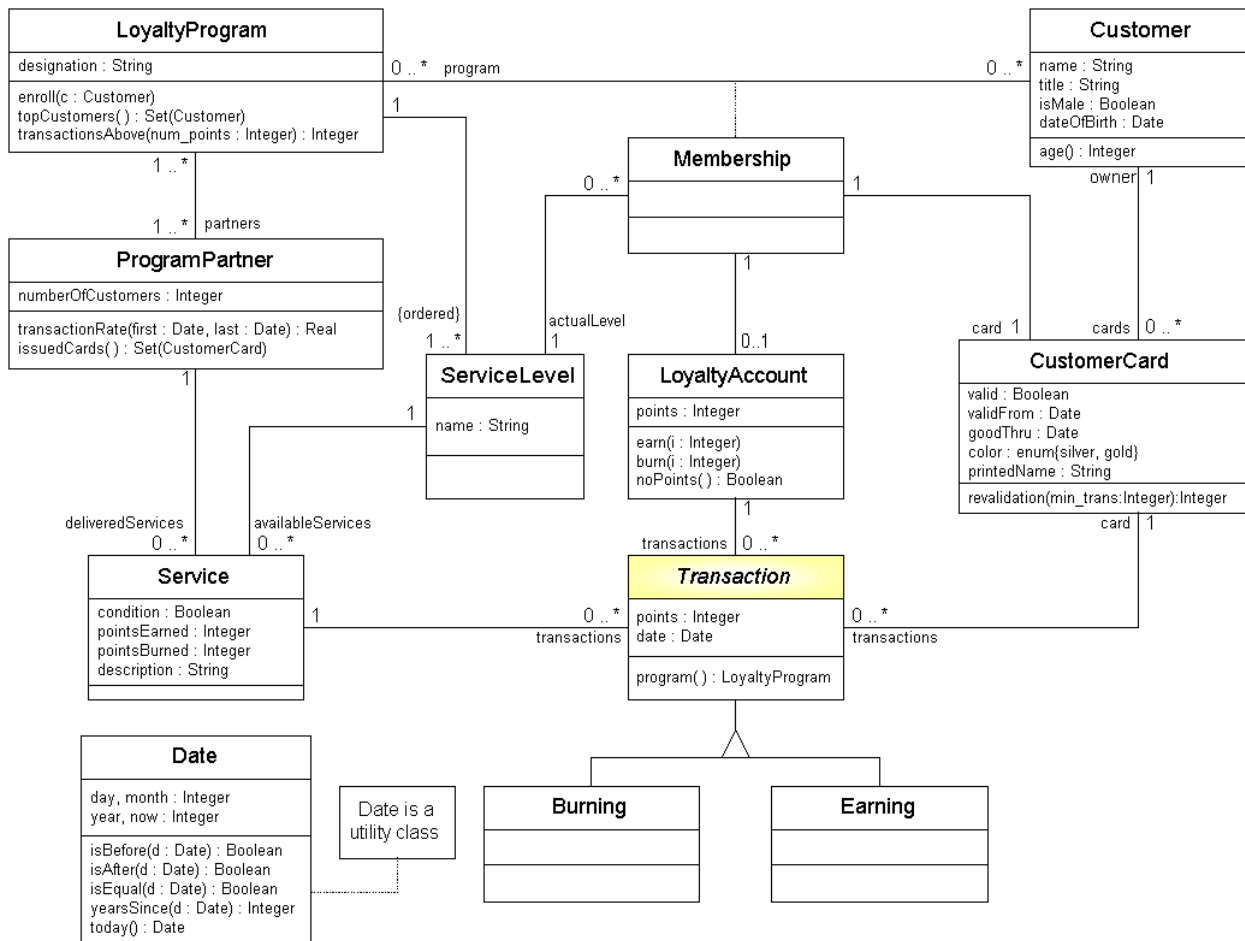 LoyaltyProgram
designation : String
enroll(c : Customer)
topCustomers( ) : Set(Customer)
transactionsAbove(num_points : Integer) : Integer
0 .. *
program
0 .. *
1
1 .. *
1 .. *
partners
Customer
name : String
title : String
isMale : Boolean
dateOfBirth : Date
age() : Integer
owner
1
Membership
0 .. *
1
1
ProgramPartner
numberOfCustomers : Integer
transactionRate(first : Date, last : Date) : Real
issuedCards( ) : Set(CustomerCard)
1
{ordered}
1 .. *
actualLevel
1
0..1
card
1
cards
0 .. *
ServiceLevel
name : String
1
LoyaltyAccount
points : Integer
earn(i : Integer)
burn(i : Integer)
noPoints( ) : Boolean
1
CustomerCard
valid : Boolean
validFrom : Date
goodThru : Date
color : enum{silver, gold}
printedName : String
revalidation(min_trans:Integer):Integer
card
1
deliveredServices
0 .. *
availableServices
0 .. *
transactions
0 .. *
Service
condition : Boolean
pointsEarned : Integer
pointsBurned : Integer
description : String
1
0 .. *
transactions
Transaction
points : Integer
date : Date
program( ) : LoyaltyProgram
0 .. *
transactions
Date
day, month : Integer
year, now : Integer
isBefore(d : Date) : Boolean
isAfter(d : Date) : Boolean
isEqual(d : Date) : Boolean
yearsSince(d : Date) : Integer
today() : Date
Date is a
utility class
Burning
Earning